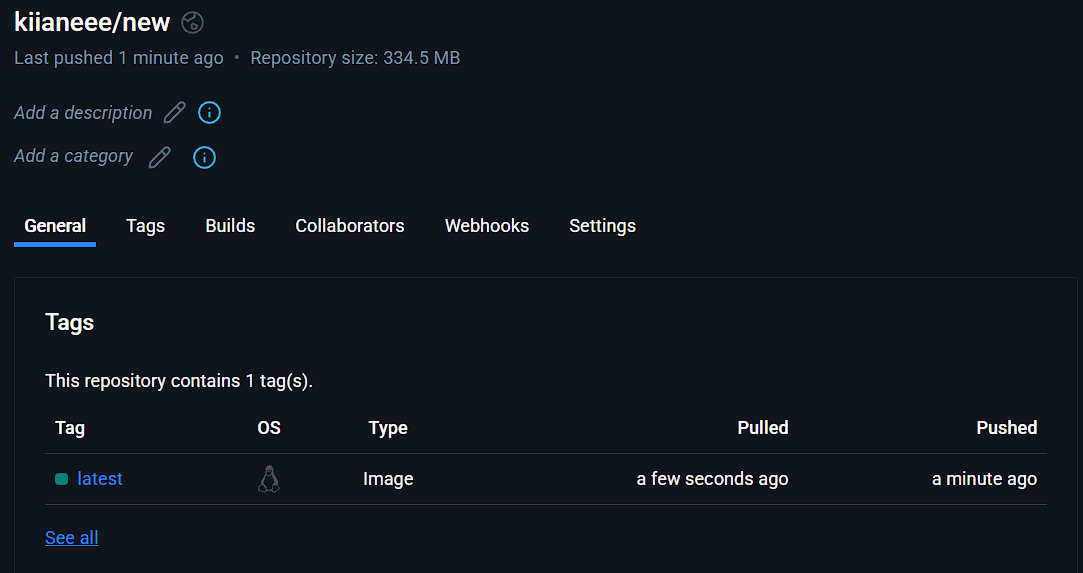 kiianeee/new
Last pushed 1 minute ago • Repository size: 334.5 MB
Add a description
Add a category
General Tags Builds Collaborators Webhooks Settings
Tags
This repository contains 1 tag(s).
Tag OS Type Pulled Pushed
latest Image a few seconds ago a minute ago
See all